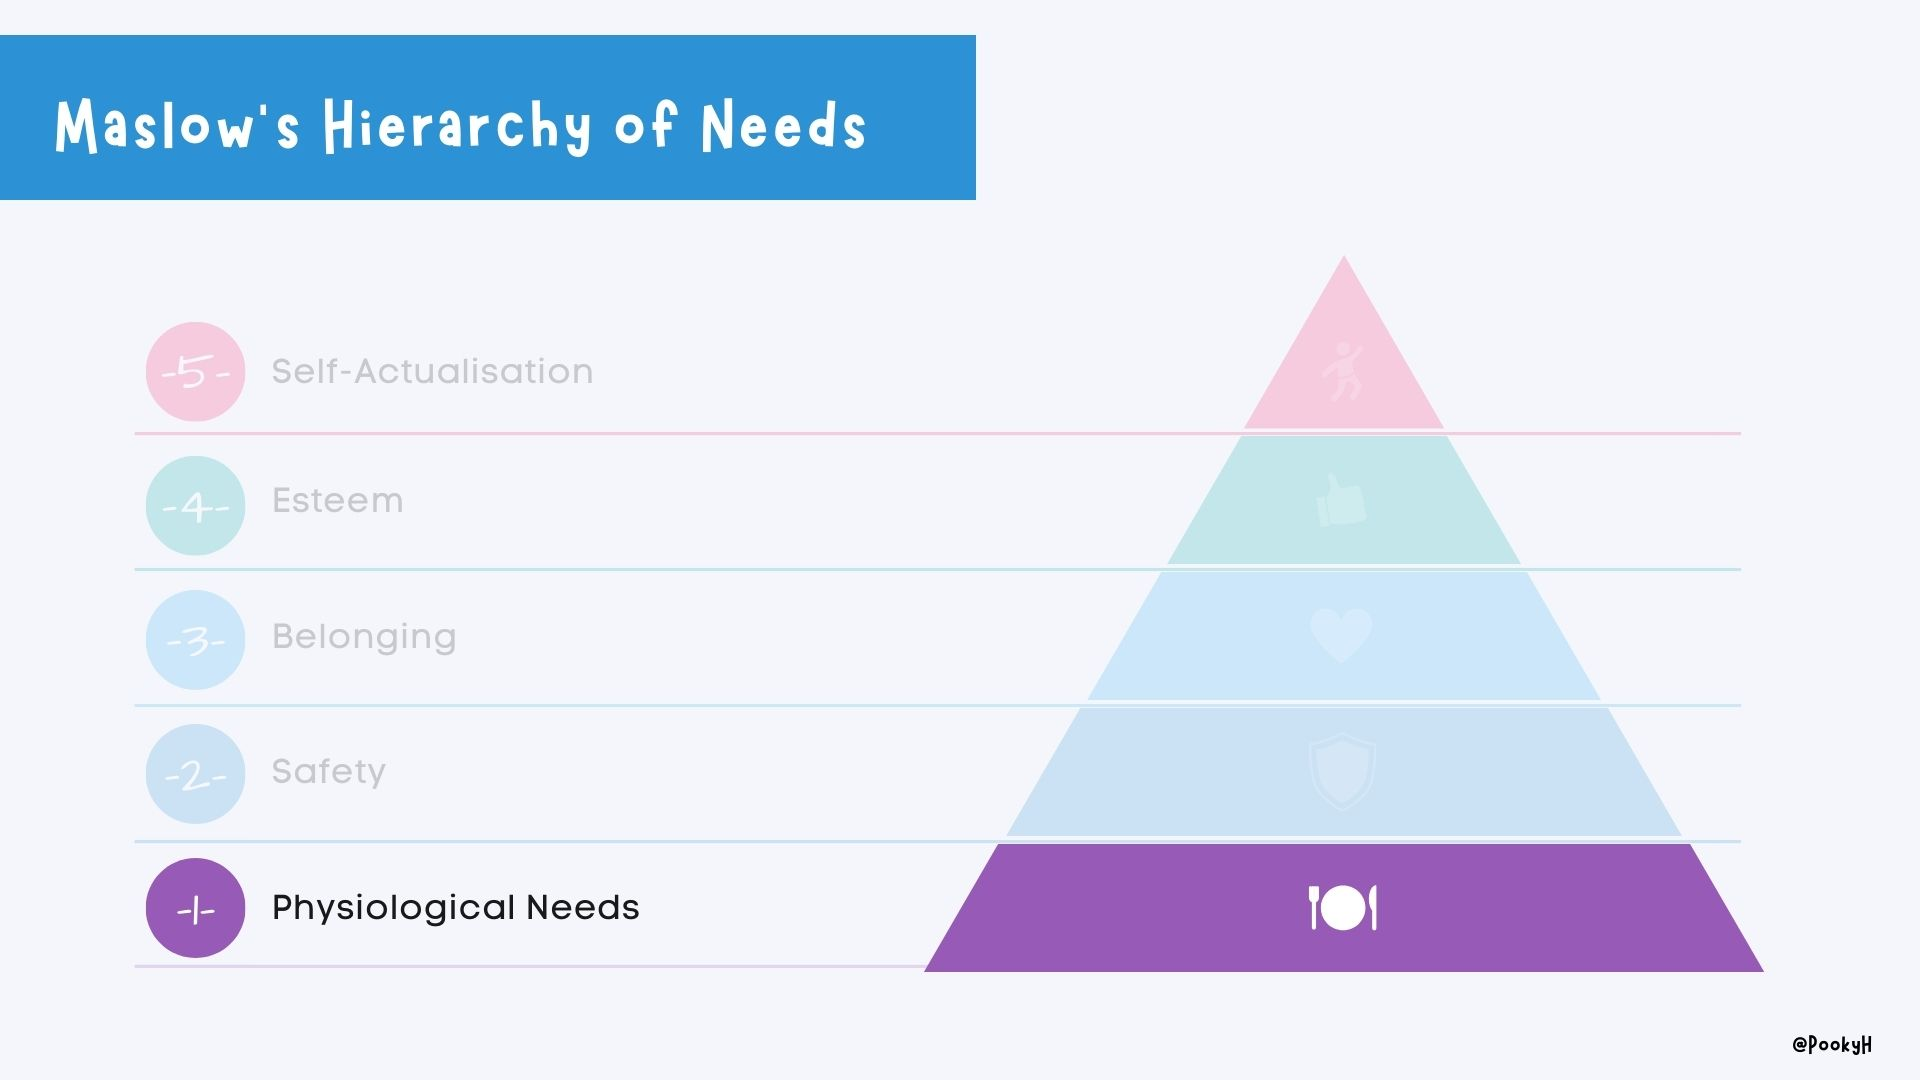 Maslow's Hierarchy of Needs
-5- Self-Actualisation
-4- Esteem
-3- Belonging
-2- Safety
-1- Physiological Needs
@PookyH